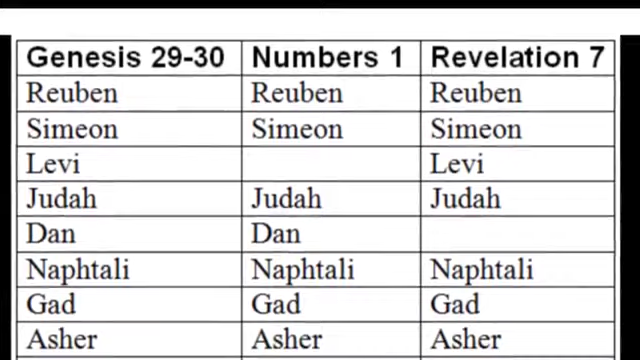 Genesis 29-30 Numbers 1 Revelation 7
Reuben Reuben Reuben
Simeon Simeon Simeon
Levi Levi
Judah Judah Judah
Dan Dan
Naphtali Naphtali Naphtali
Gad Gad Gad
Asher Asher Asher